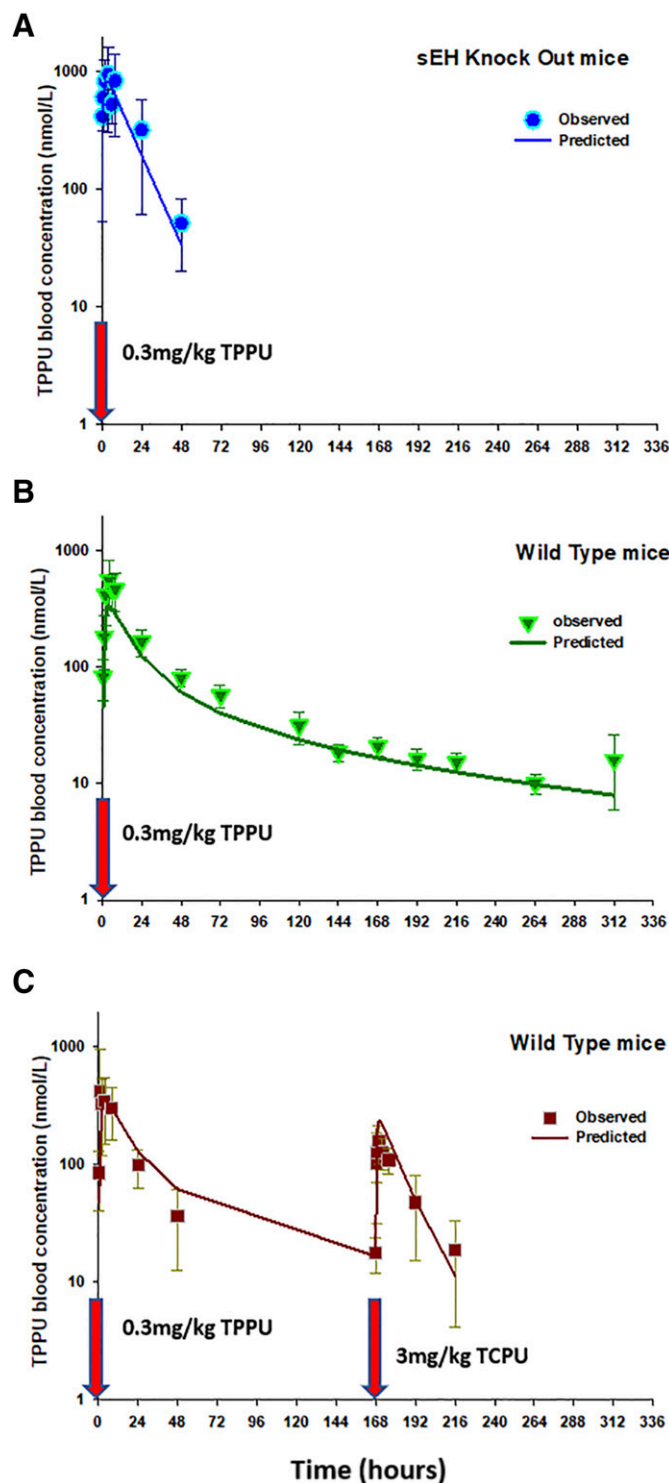 A
sEH Knock Out mice
Observed
Predicted
TPPU blood concentration (nmol/L)
1000
100
10
1
0.3mg/kg TPPU
0 24 48 72 96 120 144 168 192 216 240 264 288 312 336
B
Wild Type mice
observed
Predicted
TPPU blood concentration (nmol/L)
1000
100
10
1
0.3mg/kg TPPU
0 24 48 72 96 120 144 168 192 216 240 264 288 312 336
C
Wild Type mice
Observed
Predicted
TPPU blood concentration (nmol/L)
1000
100
10
1
0.3mg/kg TPPU
3mg/kg TCPU
0 24 48 72 96 120 144 168 192 216 240 264 288 312 336
Time (hours)